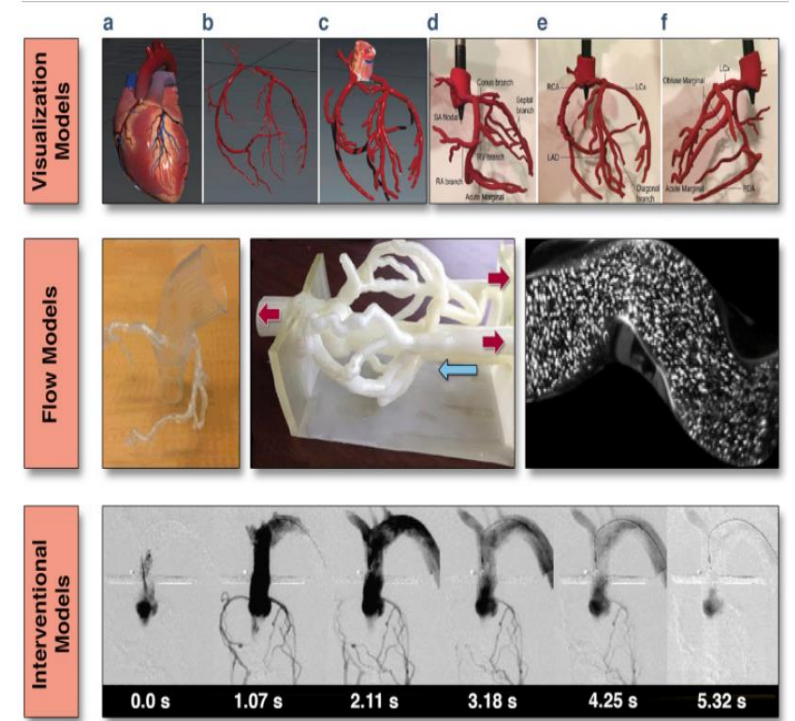 a b c d e f
Visualization
Models
Conus branch
Septal
branch
SA Nodal
RV branch
RA branch
Acute Marginal
RCA
LCx
LAD
Diagonal
branch
Obtuse Marginal
LCx
Acute Marginal
PDA
Flow Models
Interventional
Models
0.0 s 1.07 s 2.11 s 3.18 s 4.25 s 5.32 s